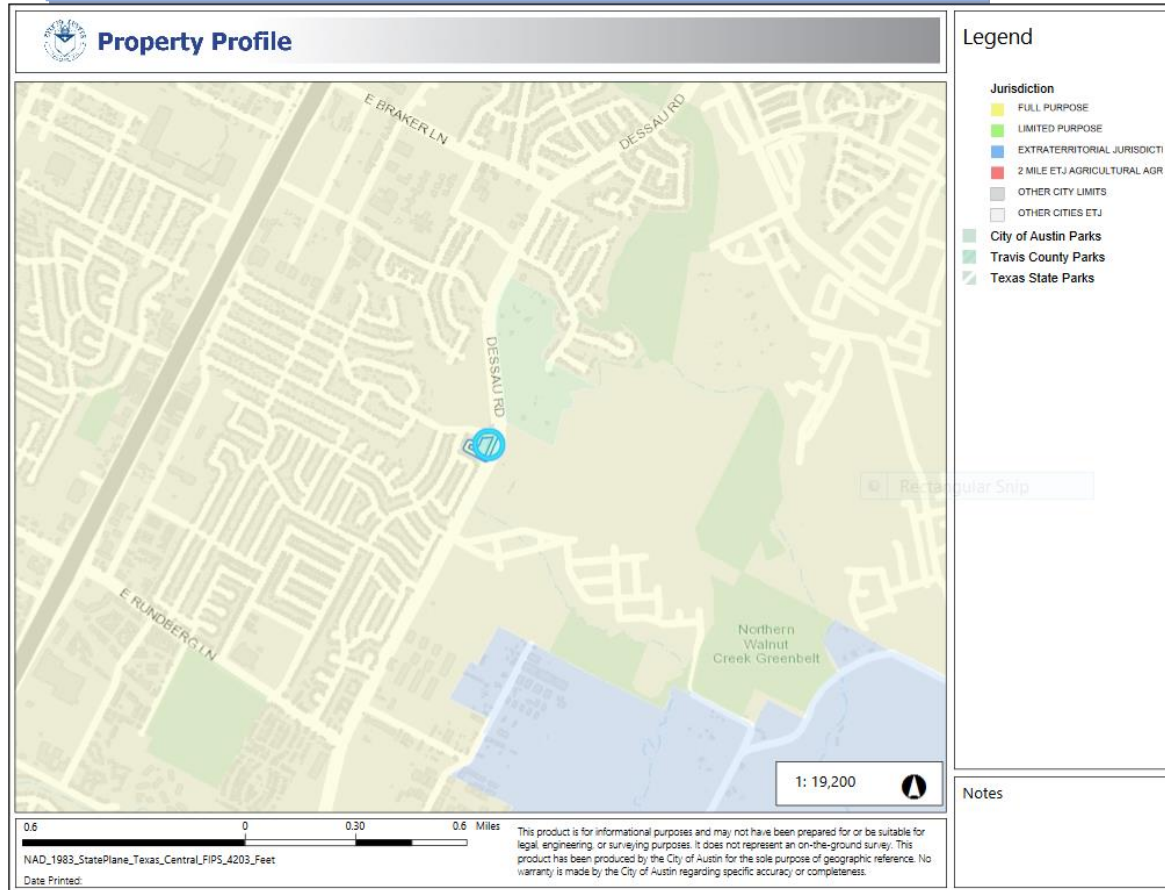 Property Profile
E BRAKER LN
DESSAU RD
DESSAU RD
E RUNDBERG LN
Northern
Walnut
Creek Greenbelt
Rectangular Snip
1: 19,200
Legend
Jurisdiction
FULL PURPOSE
LIMITED PURPOSE
EXTRATERRITORIAL JURISDICTI
2 MILE ETJ AGRICULTURAL AGR
OTHER CITY LIMITS
OTHER CITIES ETJ
City of Austin Parks
Travis County Parks
Texas State Parks
Notes
0.6 0 0.30 0.6 Miles
NAD_1983_StatePlane_Texas_Central_FIPS_4203_Feet
Date Printed:
This product is for informational purposes and may not have been prepared for or be suitable for
legal, engineering, or surveying purposes. It does not represent an on-the-ground survey. This
product has been produced by the City of Austin for the sole purpose of geographic reference. No
warranty is made by the City of Austin regarding specific accuracy or completeness.